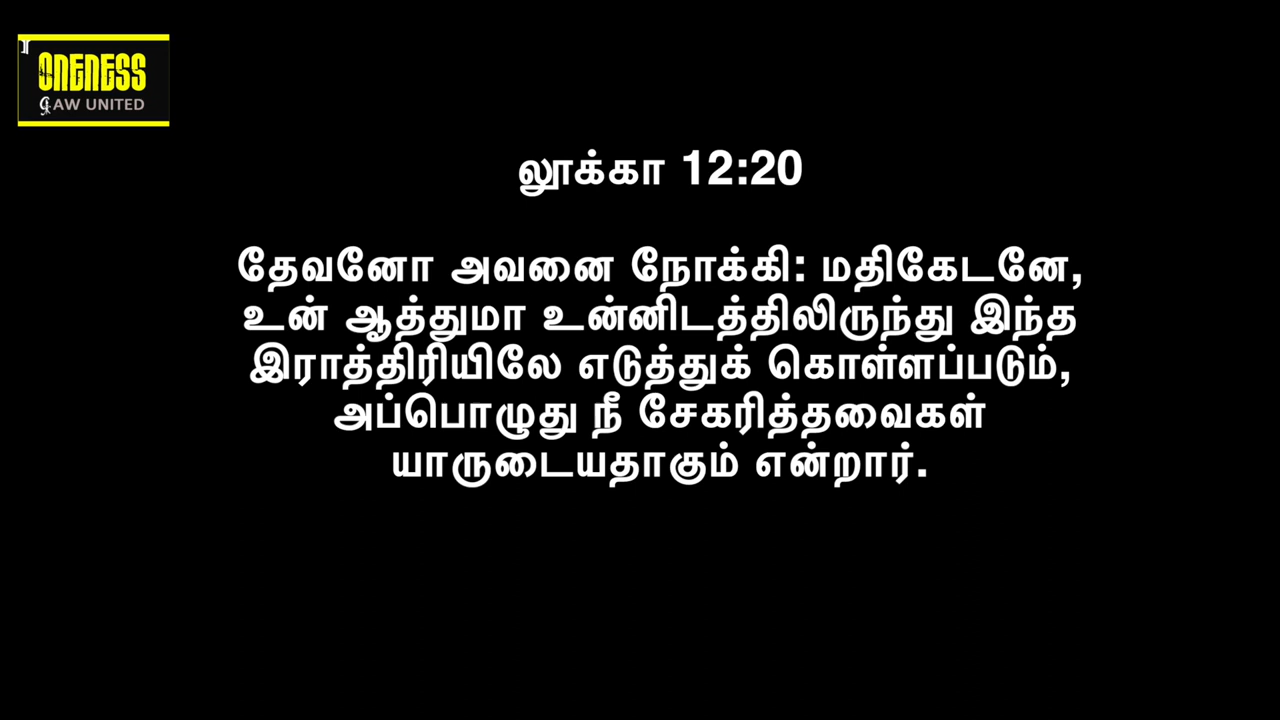 ONENESS
AW UNITED
லூக்கா 12:20
தேவனோ அவனை நோக்கி: மதிகேடனே,
உன் ஆத்துமா உன்னிடத்திலிருந்து இந்த
இராத்திரியிலே எடுத்துக் கொள்ளப்படும்,
அப்பொழுது நீ சேகரித்தவைகள்
யாருடையதாகும் என்றார்.